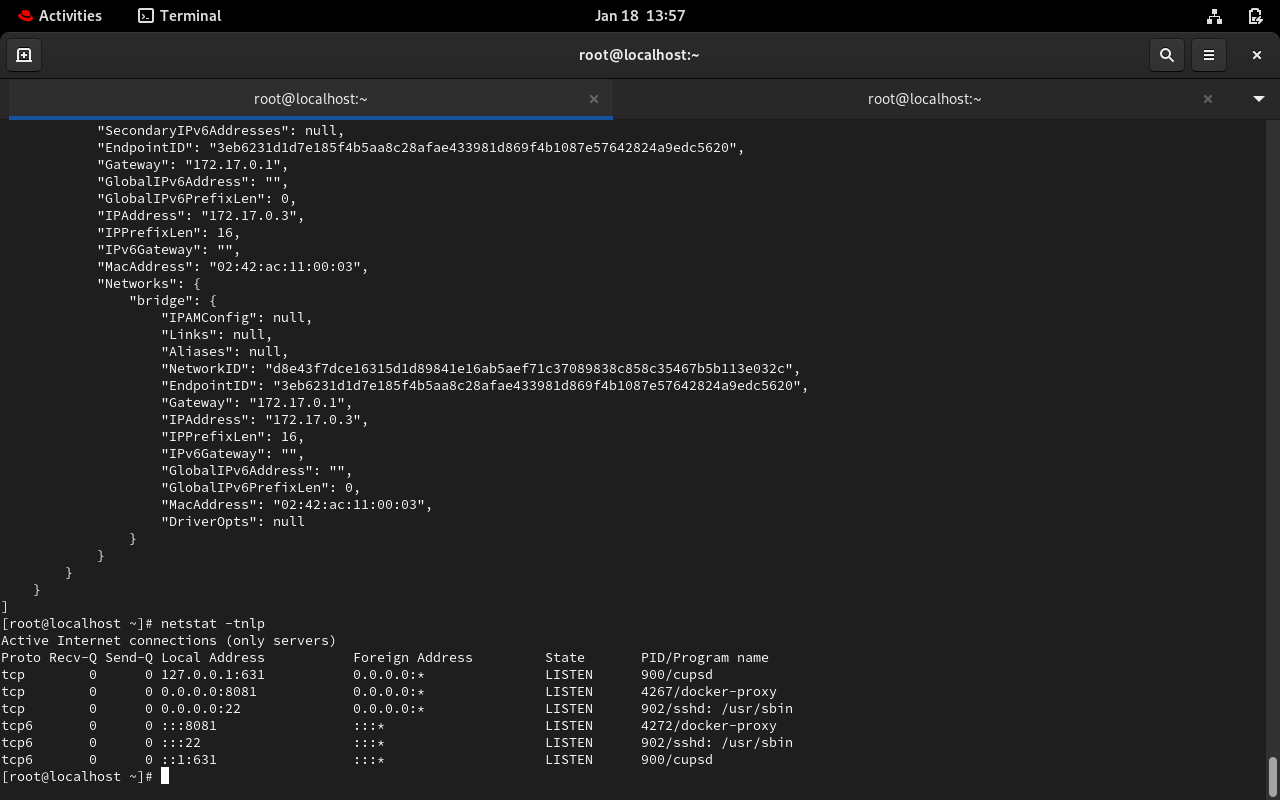 Activities Terminal Jan 18 13:57
root@localhost:~
root@localhost:~ × root@localhost:~ ×
            "SecondaryIPv6Addresses": null,
            "EndpointID": "3eb6231d1d7e185f4b5aa8c28afae433981d869f4b1087e57642824a9edc5620",
            "Gateway": "172.17.0.1",
            "GlobalIPv6Address": "",
            "GlobalIPv6PrefixLen": 0,
            "IPAddress": "172.17.0.3",
            "IPPrefixLen": 16,
            "IPv6Gateway": "",
            "MacAddress": "02:42:ac:11:00:03",
            "Networks": {
                "bridge": {
                    "IPAMConfig": null,
                    "Links": null,
                    "Aliases": null,
                    "NetworkID": "d8e43f7dce16315d1d89841e16ab5aef71c37089838c858c35467b5b113e032c",
                    "EndpointID": "3eb6231d1d7e185f4b5aa8c28afae433981d869f4b1087e57642824a9edc5620",
                    "Gateway": "172.17.0.1",
                    "IPAddress": "172.17.0.3",
                    "IPPrefixLen": 16,
                    "IPv6Gateway": "",
                    "GlobalIPv6Address": "",
                    "GlobalIPv6PrefixLen": 0,
                    "MacAddress": "02:42:ac:11:00:03",
                    "DriverOpts": null
                }
            }
        }
    }
]
[root@localhost ~]# netstat -tnlp
Active Internet connections (only servers)
Proto Recv-Q Send-Q Local Address           Foreign Address         State       PID/Program name
tcp        0      0 127.0.0.1:631           0.0.0.0:*               LISTEN      900/cupsd
tcp        0      0 0.0.0.0:8081            0.0.0.0:*               LISTEN      4267/docker-proxy
tcp        0      0 0.0.0.0:22              0.0.0.0:*               LISTEN      902/sshd: /usr/sbin
tcp6       0      0 :::8081                 :::*                    LISTEN      4272/docker-proxy
tcp6       0      0 :::22                   :::*                    LISTEN      902/sshd: /usr/sbin
tcp6       0      0 ::1:631                 :::*                    LISTEN      900/cupsd
[root@localhost ~]#